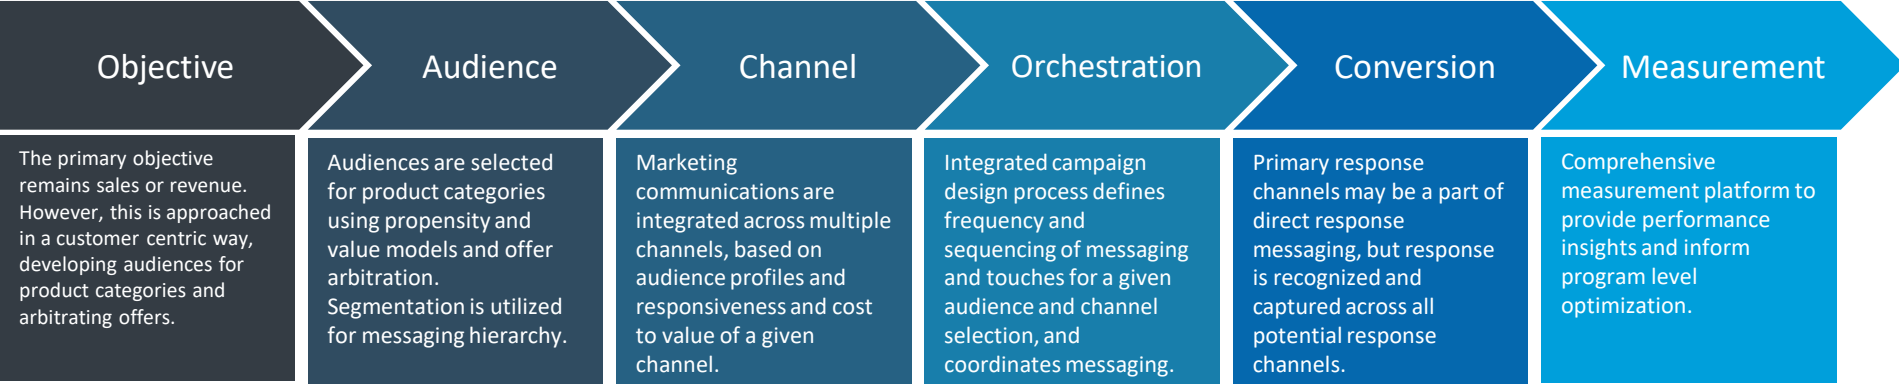 Objective
Audience
Channel
Orchestration
Conversion
Measurement
The primary objective
remains sales or revenue.
However, this is approached
in a customer centric way,
developing audiences for
product categories and
arbitrating offers.
Audiences are selected
for product categories
using propensity and
value models and offer
arbitration.
Segmentation is utilized
for messaging hierarchy.
Marketing
communications are
integrated across multiple
channels, based on
audience profiles and
responsiveness and cost
to value of a given
channel.
Integrated campaign
design process defines
frequency and
sequencing of messaging
and touches for a given
audience and channel
selection, and
coordinates messaging.
Primary response
channels may be a part of
direct response
messaging, but response
is recognized and
captured across all
potential response
channels.
Comprehensive
measurement platform to
provide performance
insights and inform
program level
optimization.